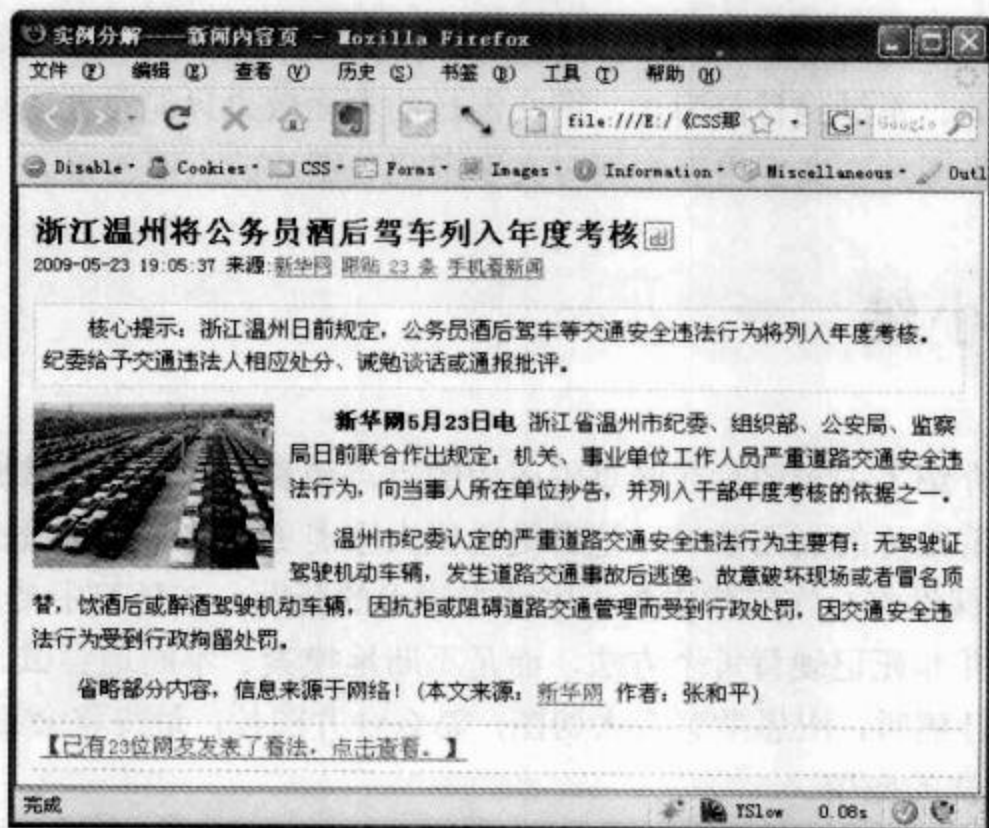 实例分解——新闻内容页 - Mozilla Firefox
文件 (F) 编辑 (E) 查看 (V) 历史 (S) 书签 (B) 工具 (T) 帮助 (H)
file:///E:/《CSS那 G Google
Disable Cookies CSS Forms Images Information Miscellaneous Outl
浙江温州将公务员酒后驾车列入年度考核
2009-05-23 19:05:37 来源:新华网 跟贴 23 条 手机看新闻
核心提示：浙江温州日前规定，公务员酒后驾车等交通安全违法行为将列入年度考核。
纪委给予交通违法人相应处分、诫勉谈话或通报批评。
新华网5月23日电 浙江省温州市纪委、组织部、公安局、监察
局日前联合作出规定：机关、事业单位工作人员严重道路交通安全违
法行为，向当事人所在单位抄告，并列入干部年度考核的依据之一。
温州市纪委认定的严重道路交通安全违法行为主要有：无驾驶证
驾驶机动车辆，发生道路交通事故后逃逸、故意破坏现场或者冒名顶
替，饮酒后或醉酒驾驶机动车辆，因抗拒或阻碍道路交通管理而受到行政处罚，因交通安全违
法行为受到行政拘留处罚。
省略部分内容，信息来源于网络！(本文来源：新华网 作者：张和平)
【已有23位网友发表了看法，点击查看。】
完成 YSlow 0.08s